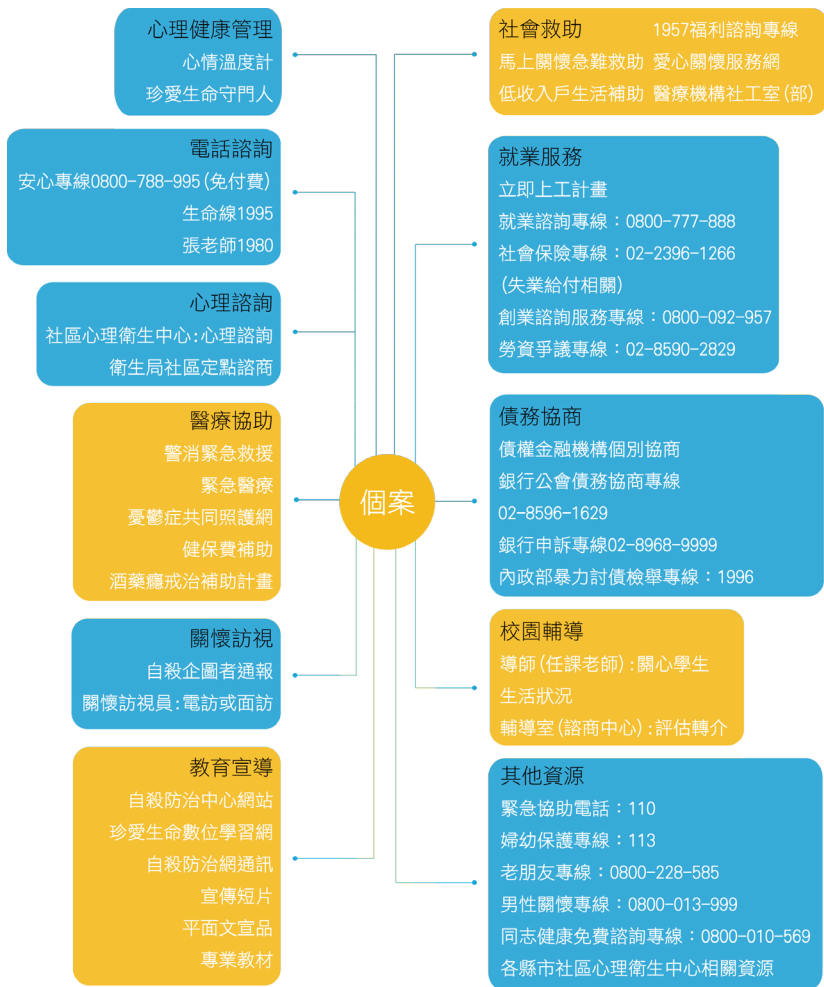 心理健康管理
心情溫度計
珍愛生命守門人
電話諮詢
安心專線0800-788-995(免付費)
生命線1995
張老師1980
心理諮詢
社區心理衛生中心:心理諮詢
衛生局社區定點諮商
醫療協助
警消緊急救援
緊急醫療
憂鬱症共同照護網
健保費補助
酒藥癮戒治補助計畫
關懷訪視
自殺企圖者通報
關懷訪視員:電訪或面訪
教育宣導
自殺防治中心網站
珍愛生命數位學習網
自殺防治網通訊
宣傳短片
平面文宣品
專業教材
個案
社會救助 1957福利諮詢專線
馬上關懷急難救助 愛心關懷服務網
低收入戶生活補助 醫療機構社工室(部)
就業服務
立即上工計畫
就業諮詢專線：0800-777-888
社會保險專線：02-2396-1266
(失業給付相關)
創業諮詢服務專線：0800-092-957
勞資爭議專線：02-8590-2829
債務協商
債權金融機構個別協商
銀行公會債務協商專線
02-8596-1629
銀行申訴專線02-8968-9999
內政部暴力討債檢舉專線：1996
校園輔導
導師(任課老師):關心學生
生活狀況
輔導室(諮商中心):評估轉介
其他資源
緊急協助電話：110
婦幼保護專線：113
老朋友專線：0800-228-585
男性關懷專線：0800-013-999
同志健康免費諮詢專線：0800-010-569
各縣市社區心理衛生中心相關資源